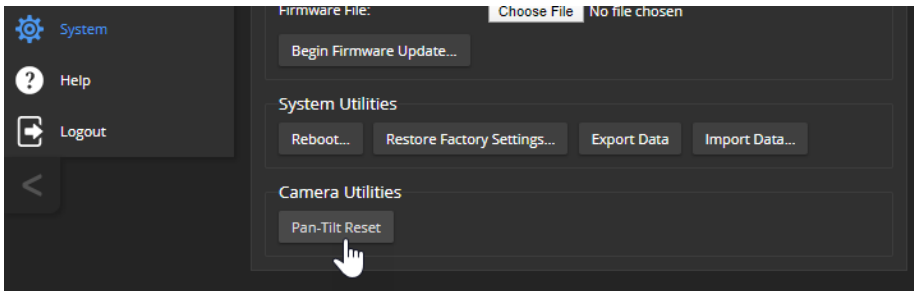 System
Help
Logout
<
Firmware File: Choose File No file chosen
Begin Firmware Update...
System Utilities
Reboot... Restore Factory Settings... Export Data Import Data...
Camera Utilities
Pan-Tilt Reset